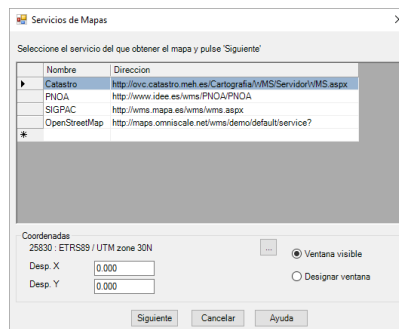 Servicios de Mapas
Seleccione el servicio del que obtener el mapa y pulse 'Siguiente'
Nombre Direccion
Catastro http://ovc.catastro.meh.es/Cartografia/WMS/ServidorWMS.aspx
PNOA http://www.idee.es/wms/PNOA/PNOA
SIGPAC http://wms.mapa.es/wms/wms.aspx
OpenStreetMap http://maps.omniscale.net/wms/demo/default/service?
Coordenadas
25830 : ETRS89 / UTM zone 30N
...
Ventana visible
Desp. X 0.000
Designar ventana
Desp. Y 0.000
Siguiente Cancelar Ayuda